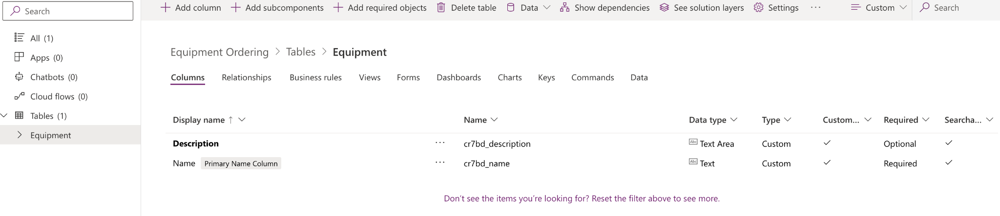 Search
All (1)
Apps (0)
Chatbots (0)
Cloud flows (0)
Tables (1)
Equipment
Add column Add subcomponents Add required objects Delete table Data Show dependencies See solution layers Settings ··· Custom Search
Equipment Ordering > Tables > Equipment
Columns Relationships Business rules Views Forms Dashboards Charts Keys Commands Data
Display name ↑ Name Data type Type Custom... Required Searcha...
Description ··· cr7bd_description Abc Text Area Custom Optional
Name Primary Name Column ··· cr7bd_name Abc Text Custom Required
Don't see the items you're looking for? Reset the filter above to see more.